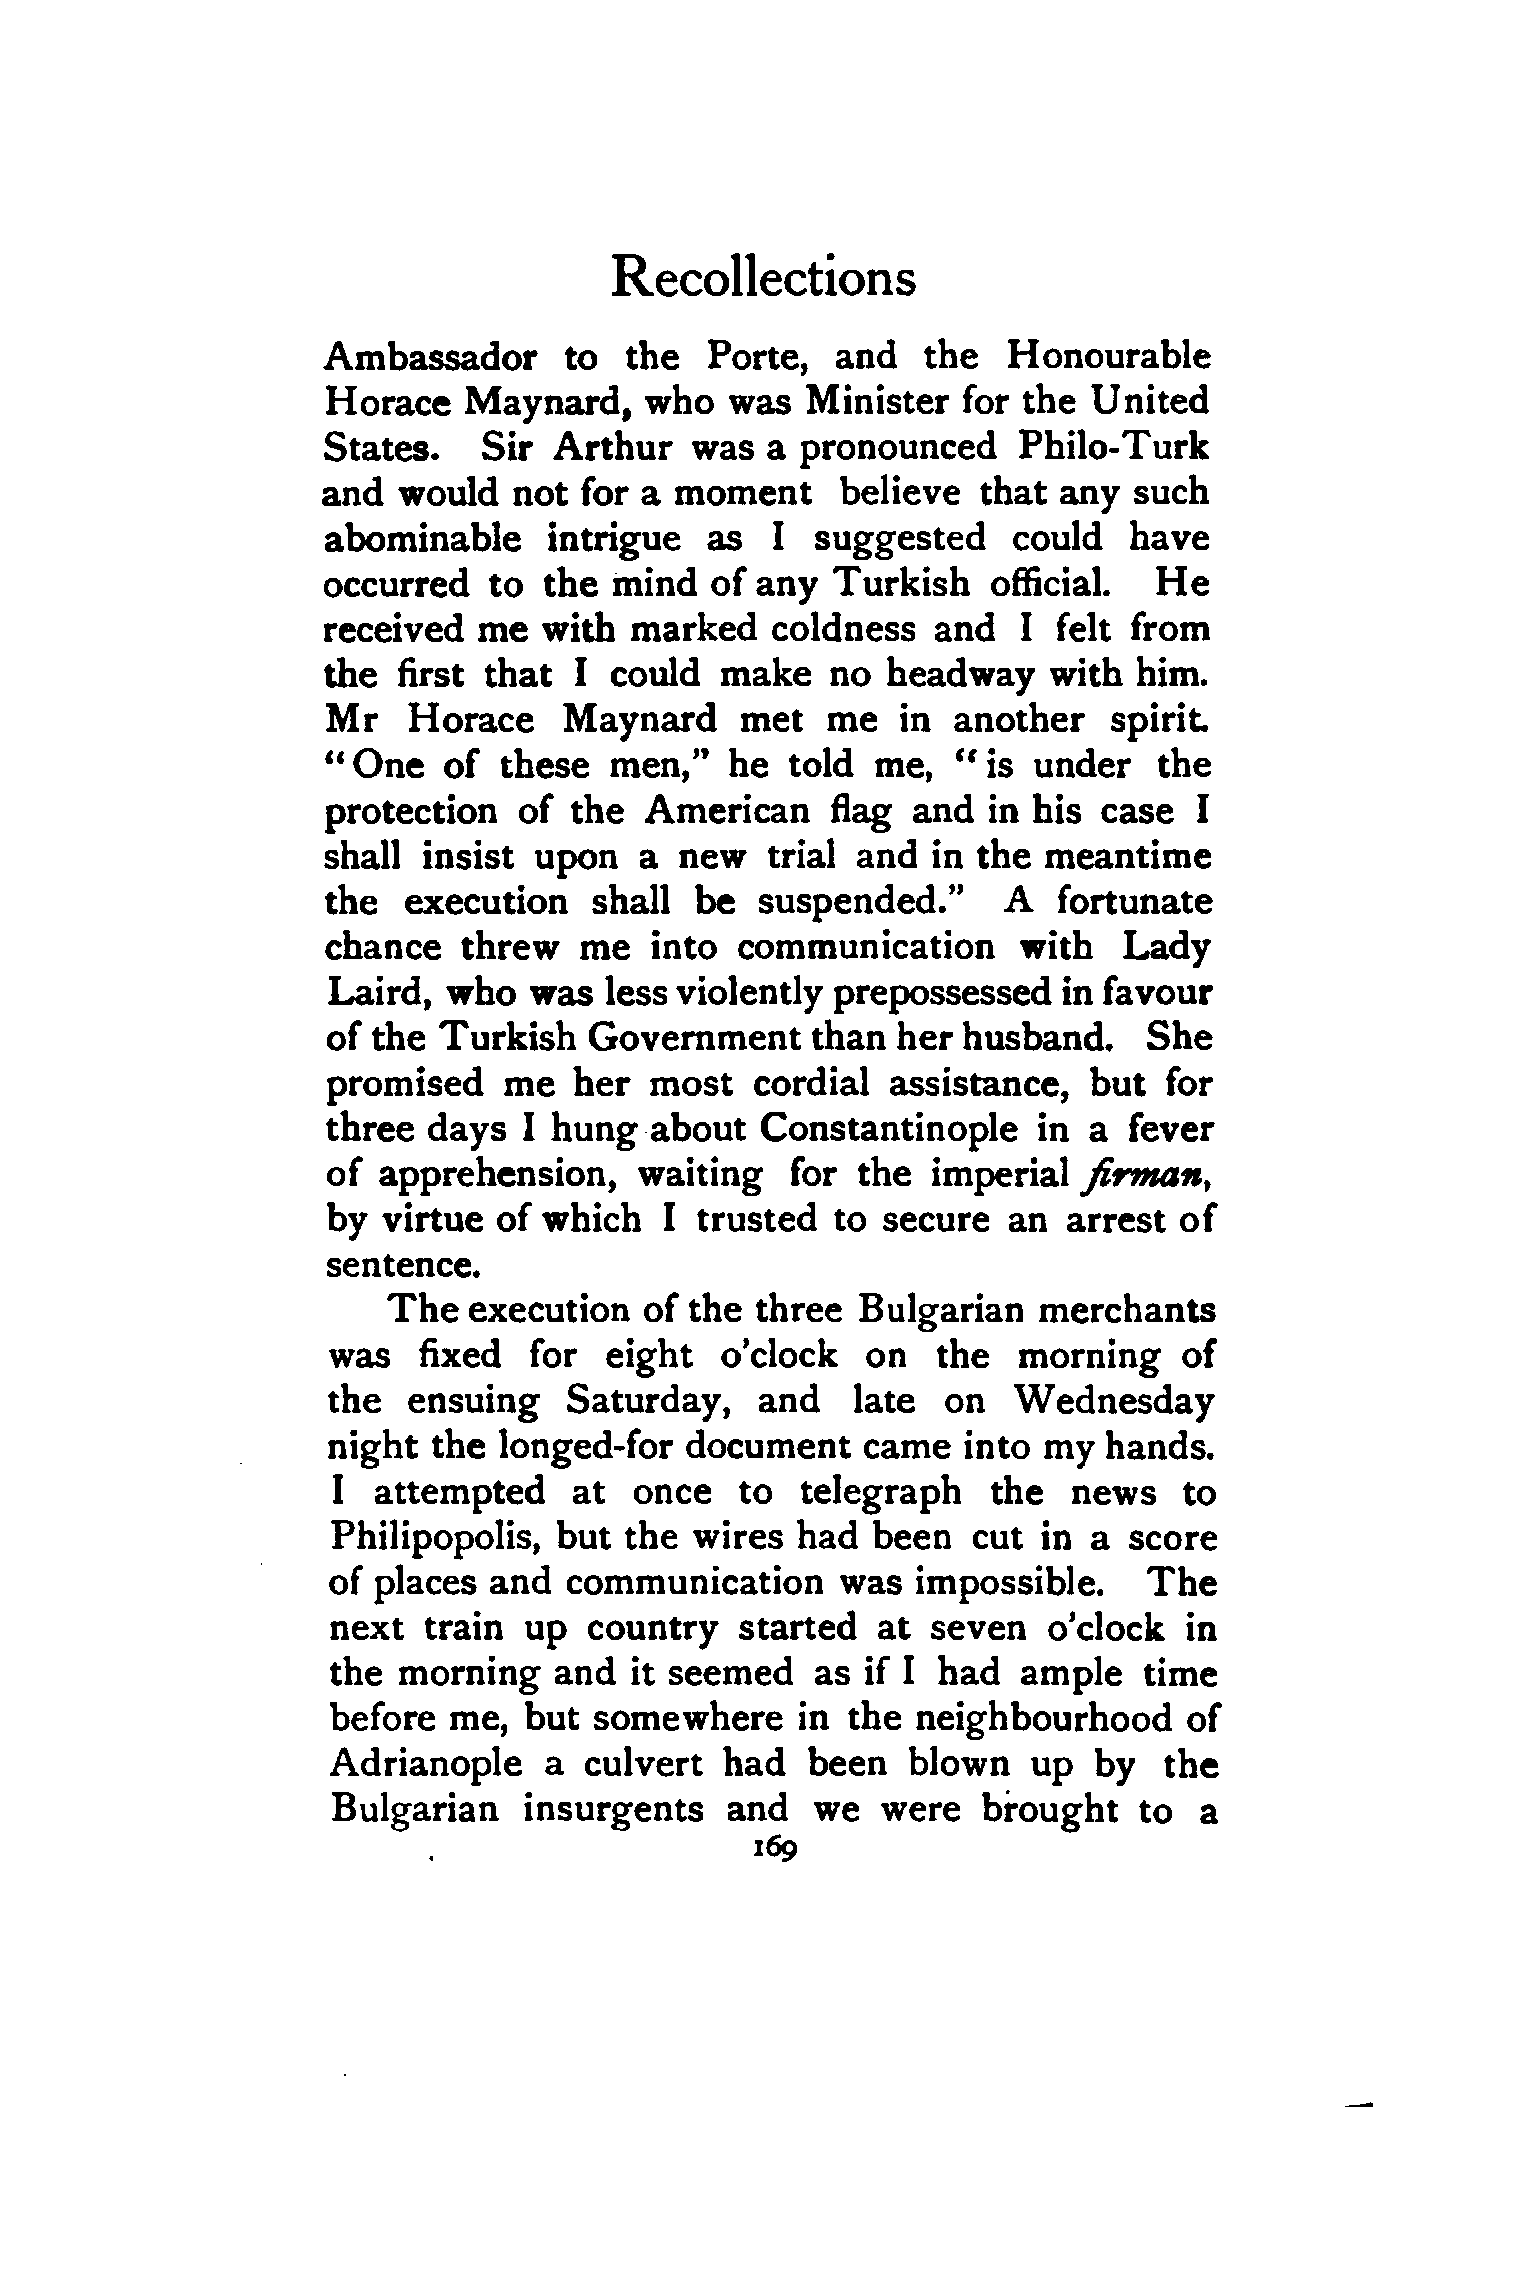 Recollections
Ambassador to the Porte, and the Honourable
Horace Maynard, who was Minister for the United
States. Sir Arthur was a pronounced Philo-Turk
and would not for a moment believe that any such
abominable intrigue as I suggested could have
occurred to the mind of any Turkish official. He
received me with marked coldness and I felt from
the first that I could make no headway with him.
Mr Horace Maynard met me in another spirit.
“One of these men,” he told me, “is under the
protection of the American flag and in his case I
shall insist upon a new trial and in the meantime
the execution shall be suspended.” A fortunate
chance threw me into communication with Lady
Laird, who was less violently prepossessed in favour
of the Turkish Government than her husband. She
promised me her most cordial assistance, but for
three days I hung about Constantinople in a fever
of apprehension, waiting for the imperial firman,
by virtue of which I trusted to secure an arrest of
sentence.
The execution of the three Bulgarian merchants
was fixed for eight o’clock on the morning of
the ensuing Saturday, and late on Wednesday
night the longed-for document came into my hands.
I attempted at once to telegraph the news to
Philipopolis, but the wires had been cut in a score
of places and communication was impossible. The
next train up country started at seven o’clock in
the morning and it seemed as if I had ample time
before me, but somewhere in the neighbourhood of
Adrianople a culvert had been blown up by the
Bulgarian insurgents and we were brought to a
169